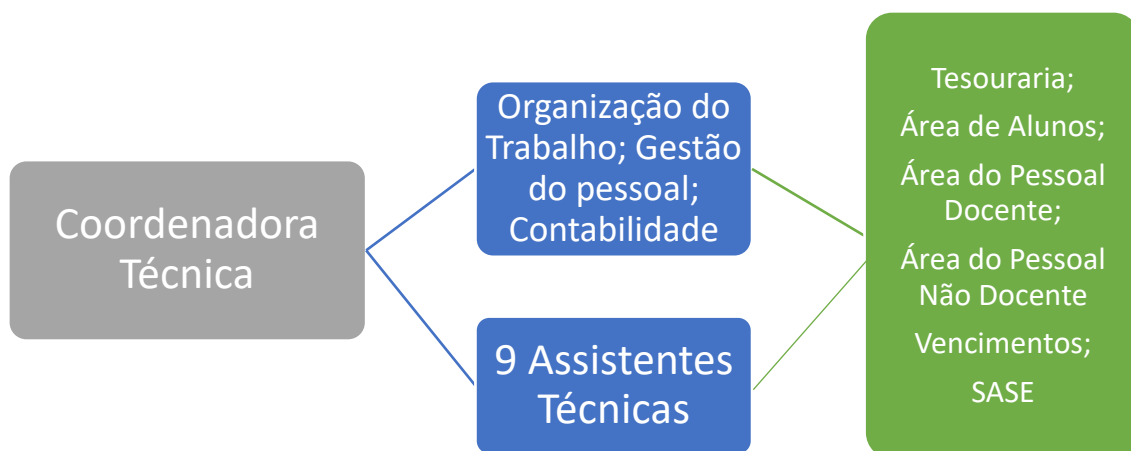 Coordenadora
Técnica
Organização do
Trabalho; Gestão
do pessoal;
Contabilidade
9 Assistentes
Técnicas
Tesouraria;
Área de Alunos;
Área do Pessoal
Docente;
Área do Pessoal
Não Docente
Vencimentos;
SASE